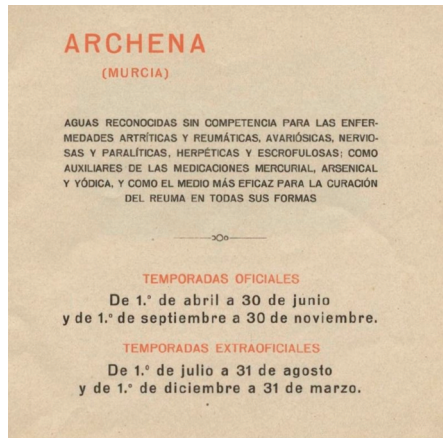 ARCHENA
(MURCIA)
AGUAS RECONOCIDAS SIN COMPETENCIA PARA LAS ENFER-
MEDADES ARTRÍTICAS Y REUMÁTICAS, AVARIÓSICAS, NERVIO-
SAS Y PARALÍTICAS, HERPÉTICAS Y ESCROFULOSAS; COMO
AUXILIARES DE LAS MEDICACIONES MERCURIAL, ARSENICAL
Y YÓDICA, Y COMO EL MEDIO MÁS EFICAZ PARA LA CURACIÓN
DEL REUMA EN TODAS SUS FORMAS
TEMPORADAS OFICIALES
De 1.º de abril a 30 de junio
y de 1.º de septiembre a 30 de noviembre.
TEMPORADAS EXTRAOFICIALES
De 1.º de julio a 31 de agosto
y de 1.º de diciembre a 31 de marzo.